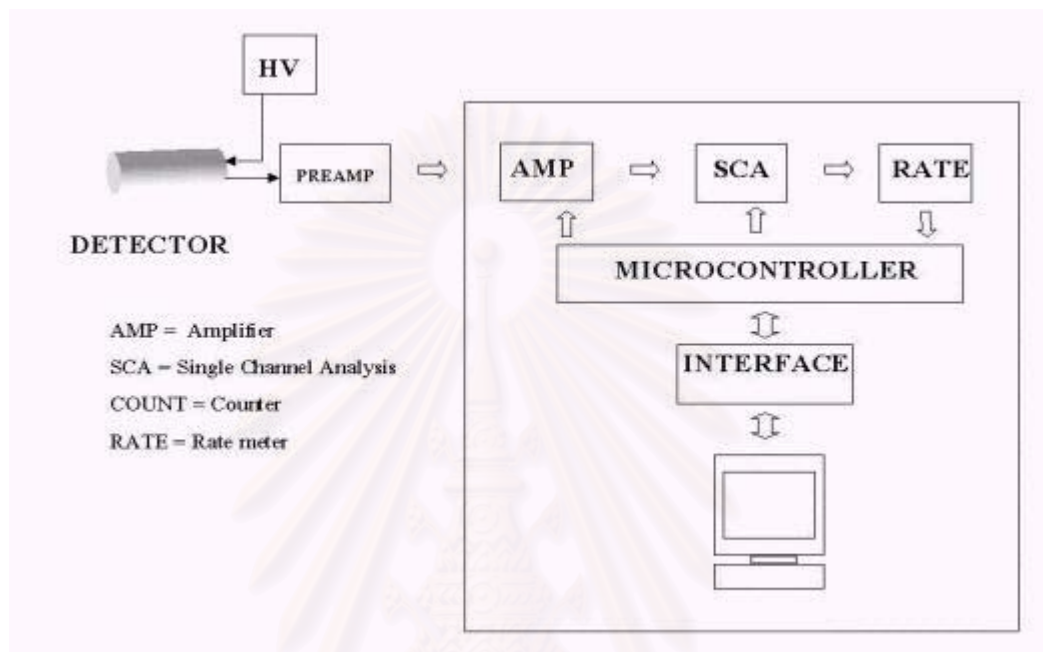 HV
PREAMP
AMP
SCA
RATE
DETECTOR
MICROCONTROLLER
INTERFACE
AMP = Amplifier
SCA = Single Channel Analysis
COUNT = Counter
RATE = Rate meter